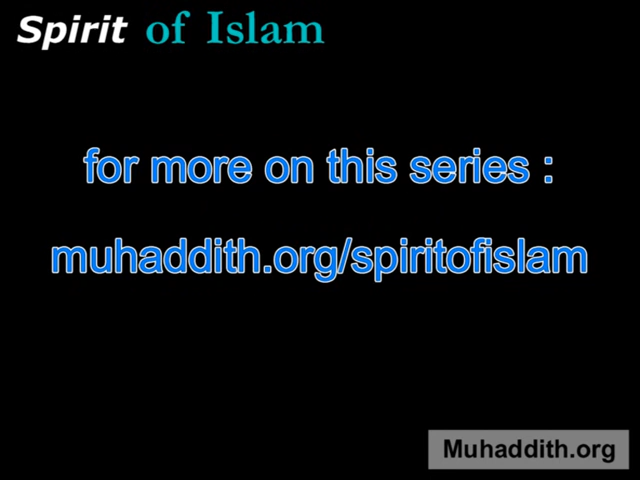 Spirit of Islam
for more on this series :
muhaddith.org/spiritofislam
Muhaddith.org